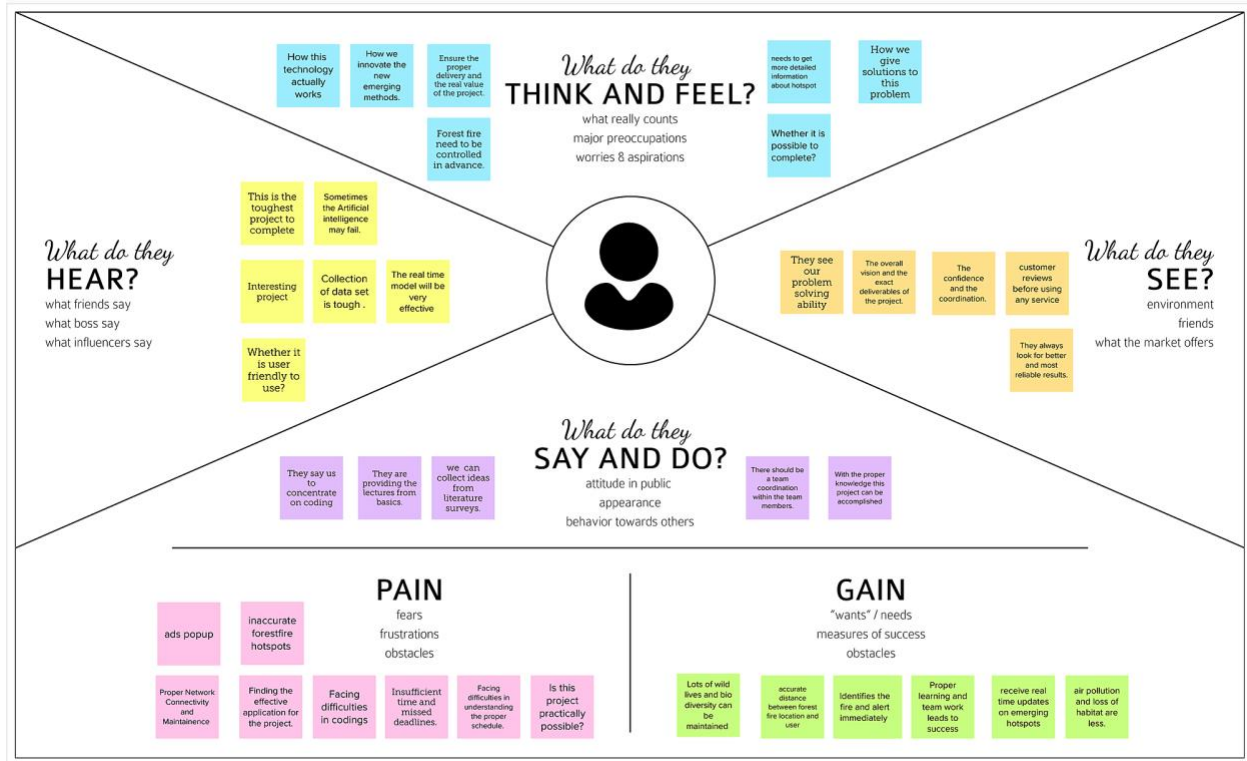 What do they
THINK AND FEEL?
what really counts
major preoccupations
worries & aspirations
How this
technology
actually
works
How we
innovate the
new
emerging
methods.
Ensure the
proper
delivery and
the real value
of the project.
Forest fire
need to be
controlled
in advance.
needs to get
more detailed
information
about hotspot
How we
give
solutions to
this
problem
Whether it is
possible to
complete?
What do they
HEAR?
what friends say
what boss say
what influencers say
This is the
toughest
project to
complete
Sometimes
the Artificial
intelligence
may fail.
Interesting
project
Collection
of data set
is tough .
The real time
model will be
very
effective
Whether it
is user
friendly to
use?
What do they
SEE?
environment
friends
what the market offers
They see
our
problem
solving
ability
The overall
vision and the
exact
deliverables of
the project.
The
confidence
and the
coordination.
customer
reviews
before using
any service
They always
look for better
and most
reliable results.
What do they
SAY AND DO?
attitude in public
appearance
behavior towards others
They say us
to
concentrate
on coding
They are
providing the
lectures from
basics.
we can
collect ideas
from
literature
surveys.
There should be
a team
coordination
within the team
members.
With the proper
knowledge this
project can be
accomplished
PAIN
fears
frustrations
obstacles
ads popup
inaccurate
forestfire
hotspots
Proper Network
Connectivity
and
Maintainence
Finding the
effective
application for
the project.
Facing
difficulties
in codings
Insufficient
time and
missed
deadlines.
Facing
difficulties in
understanding
the proper
schedule.
Is this
project
practically
possible?
GAIN
"wants" / needs
measures of success
obstacles
Lots of wild
lives and bio
diversity can
be
maintained
accurate
distance
between forest
fire location and
user
Identifies the
fire and alert
immediately
Proper
learning and
team work
leads to
success
receive real
time updates
on emerging
hotspots
air pollution
and loss of
habitat are
less.